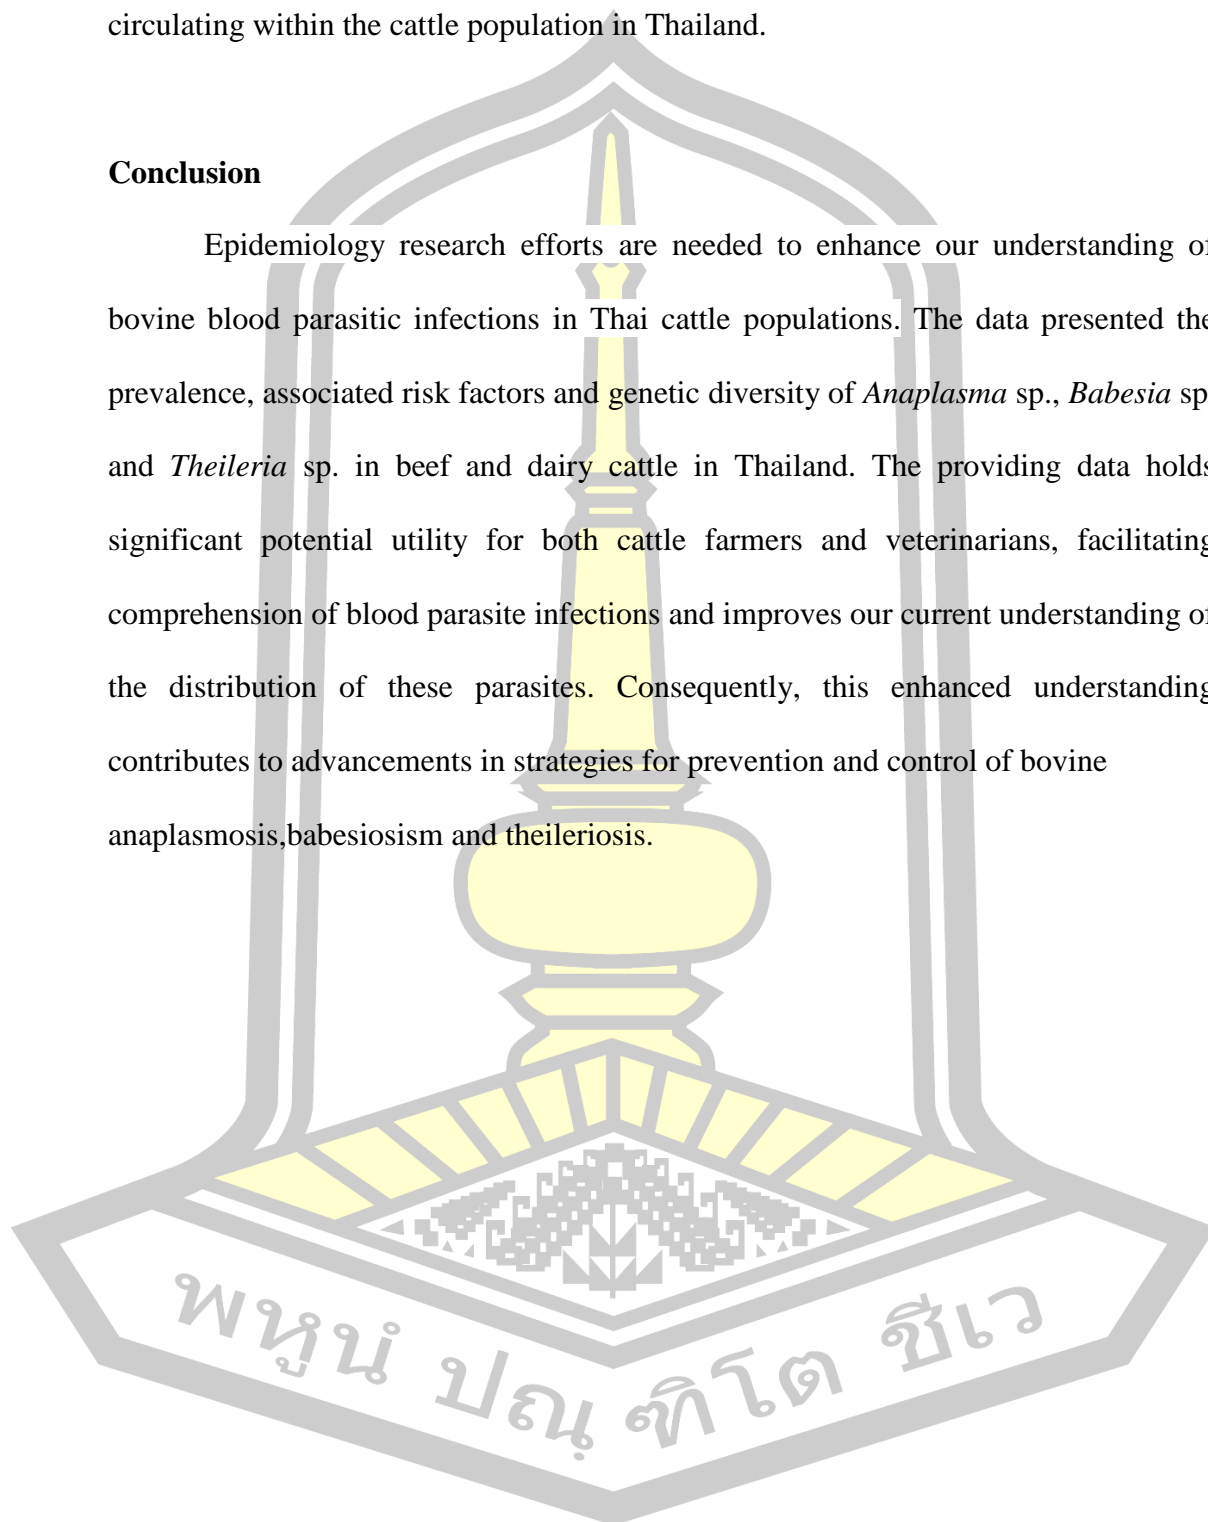 circulating within the cattle population in Thailand.
Conclusion
Epidemiology research efforts are needed to enhance our understanding of
bovine blood parasitic infections in Thai cattle populations. The data presented the
prevalence, associated risk factors and genetic diversity of Anaplasma sp., Babesia sp
and Theileria sp. in beef and dairy cattle in Thailand. The providing data holds
significant potential utility for both cattle farmers and veterinarians, facilitating
comprehension of blood parasite infections and improves our current understanding of
the distribution of these parasites. Consequently, this enhanced understanding
contributes to advancements in strategies for prevention and control of bovine
anaplasmosis,babesiosism and theileriosis.
พหูนํ ปณฺฑิโต ชีเว